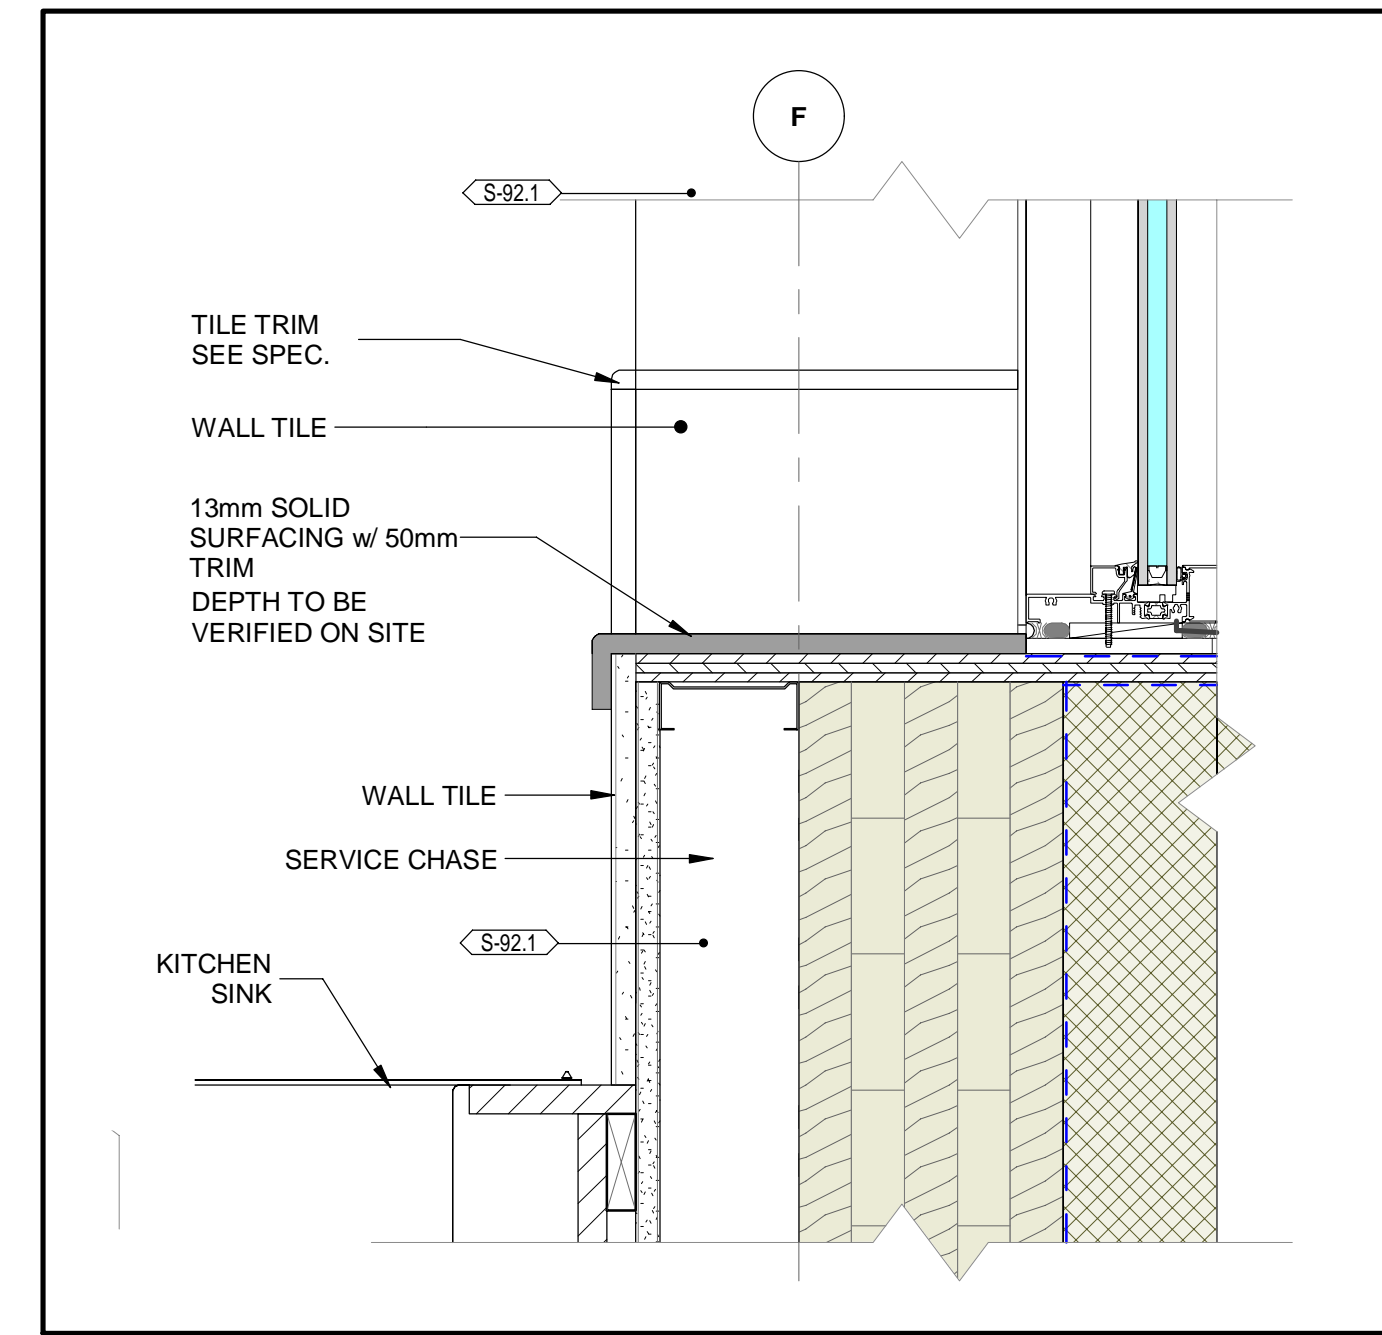 F
S-92.1
TILE TRIM
SEE SPEC.
WALL TILE
13mm SOLID
SURFACING w/ 50mm
TRIM
DEPTH TO BE
VERIFIED ON SITE
WALL TILE
SERVICE CHASE
S-92.1
KITCHEN
SINK